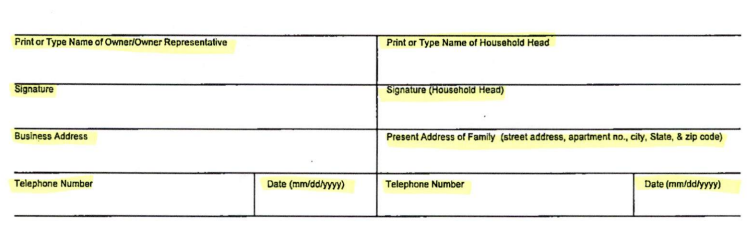 Print or Type Name of Owner/Owner Representative
Print or Type Name of Household Head
Signature
Signature (Household Head)
Business Address
Present Address of Family (street address, apartment no., city, State, & zip code)
Telephone Number
Date (mm/dd/yyyy)
Telephone Number
Date (mm/dd/yyyy)